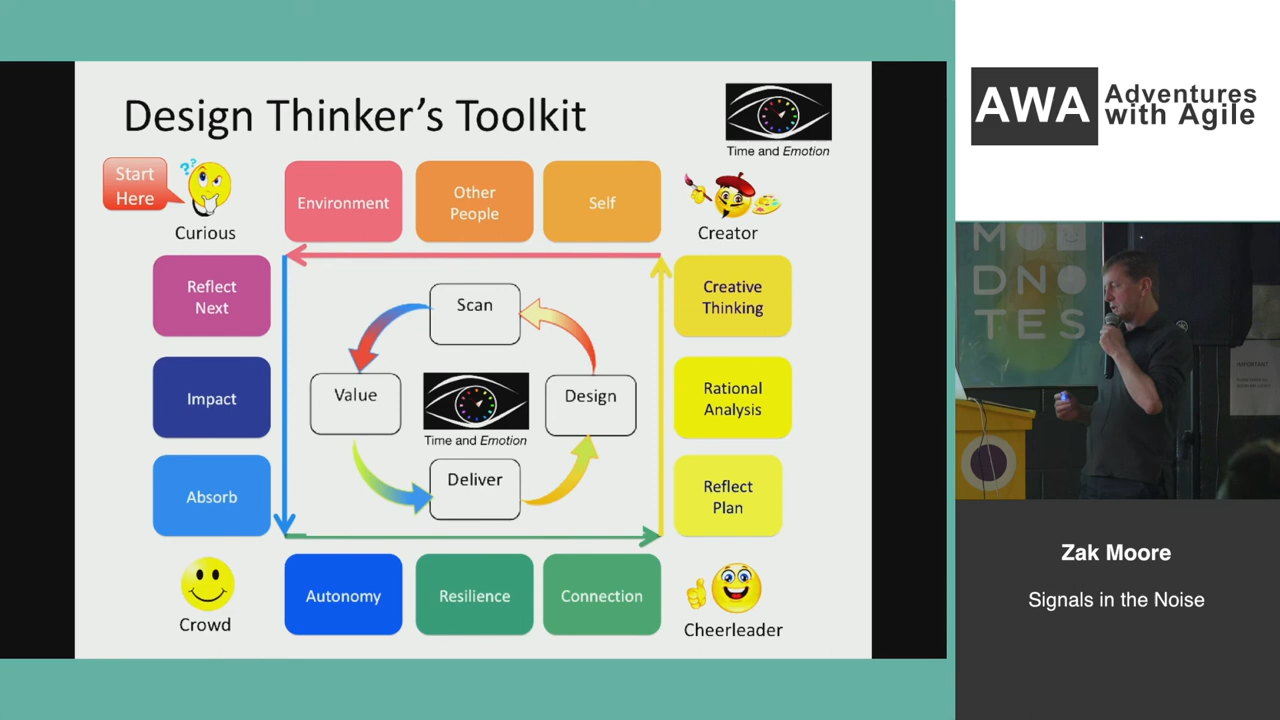 Design Thinker's Toolkit
Time and Emotion
Start
Here
??
Curious
Environment
Other
People
Self
Creator
Reflect
Next
Impact
Absorb
Scan
Value
Time and Emotion
Design
Deliver
Creative
Thinking
Rational
Analysis
Reflect
Plan
Crowd
Autonomy
Resilience
Connection
Cheerleader
AWA
Adventures
with Agile
MOODNOTES
Zak Moore
Signals in the Noise